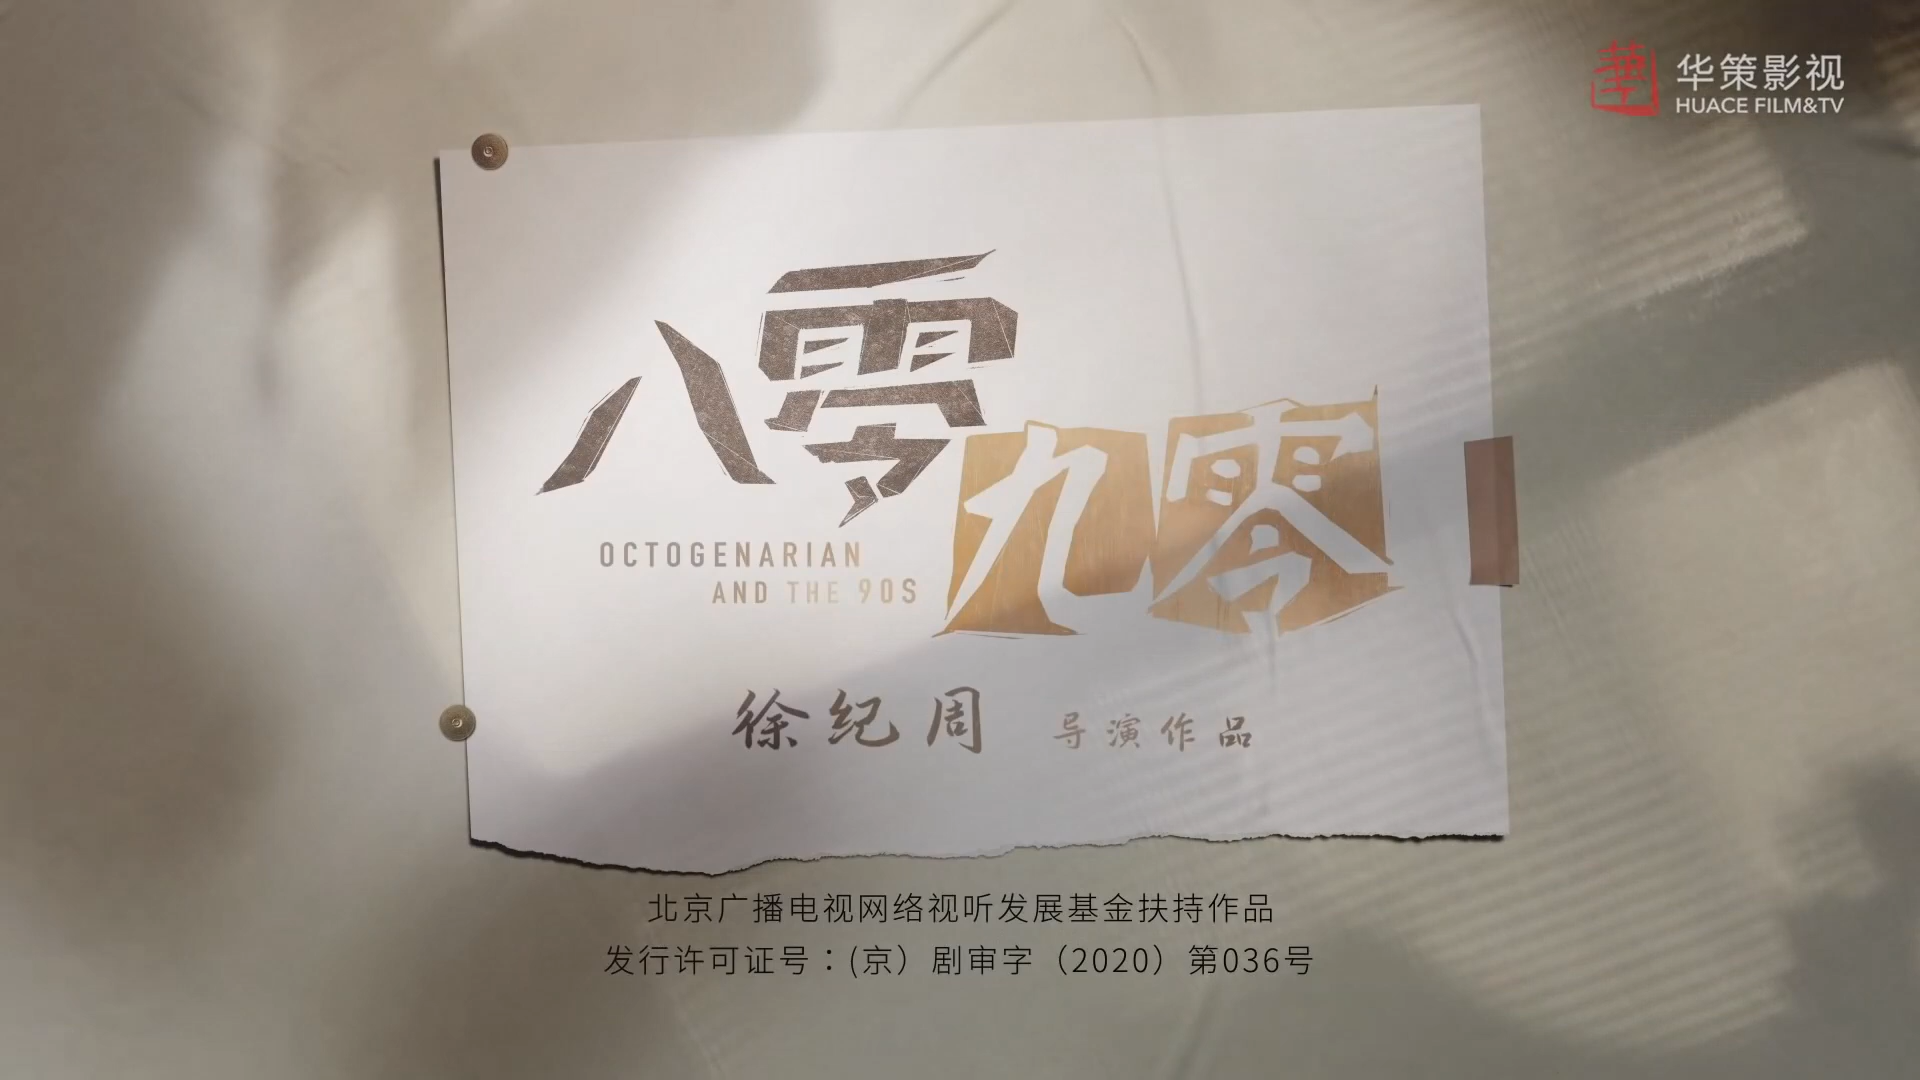 華
华策影视
HUACE FILM&TV
八零
九零
OCTOGENARIAN
AND THE 90S
徐纪周 导演作品
北京广播电视网络视听发展基金扶持作品
发行许可证号：(京）剧审字（2020）第036号